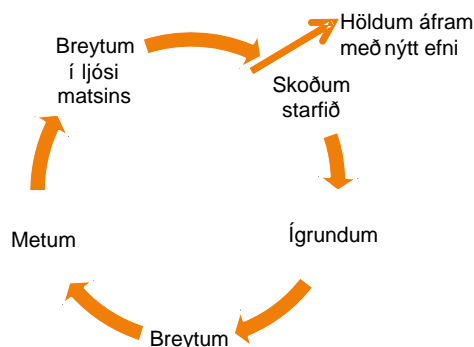 Höldum áfram
með nýtt efni
Breytum
í ljósi
matsins
Skoðum
starfið
Ígrundum
Metum
Breytum